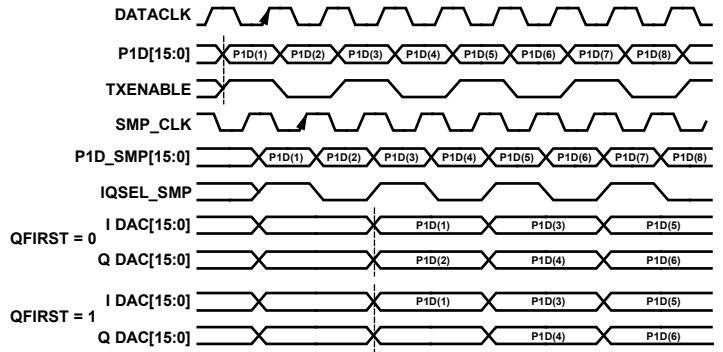 DATACLK
P1D[15:0] P1D(1) P1D(2) P1D(3) P1D(4) P1D(5) P1D(6) P1D(7) P1D(8)
TXENABLE
SMP_CLK
P1D_SMP[15:0] P1D(1) P1D(2) P1D(3) P1D(4) P1D(5) P1D(6) P1D(7) P1D(8)
IQSEL_SMP
QFIRST = 0
I DAC[15:0] P1D(1) P1D(3) P1D(5)
Q DAC[15:0] P1D(2) P1D(4) P1D(6)
QFIRST = 1
I DAC[15:0] P1D(1) P1D(3) P1D(5)
Q DAC[15:0] P1D(4) P1D(6)